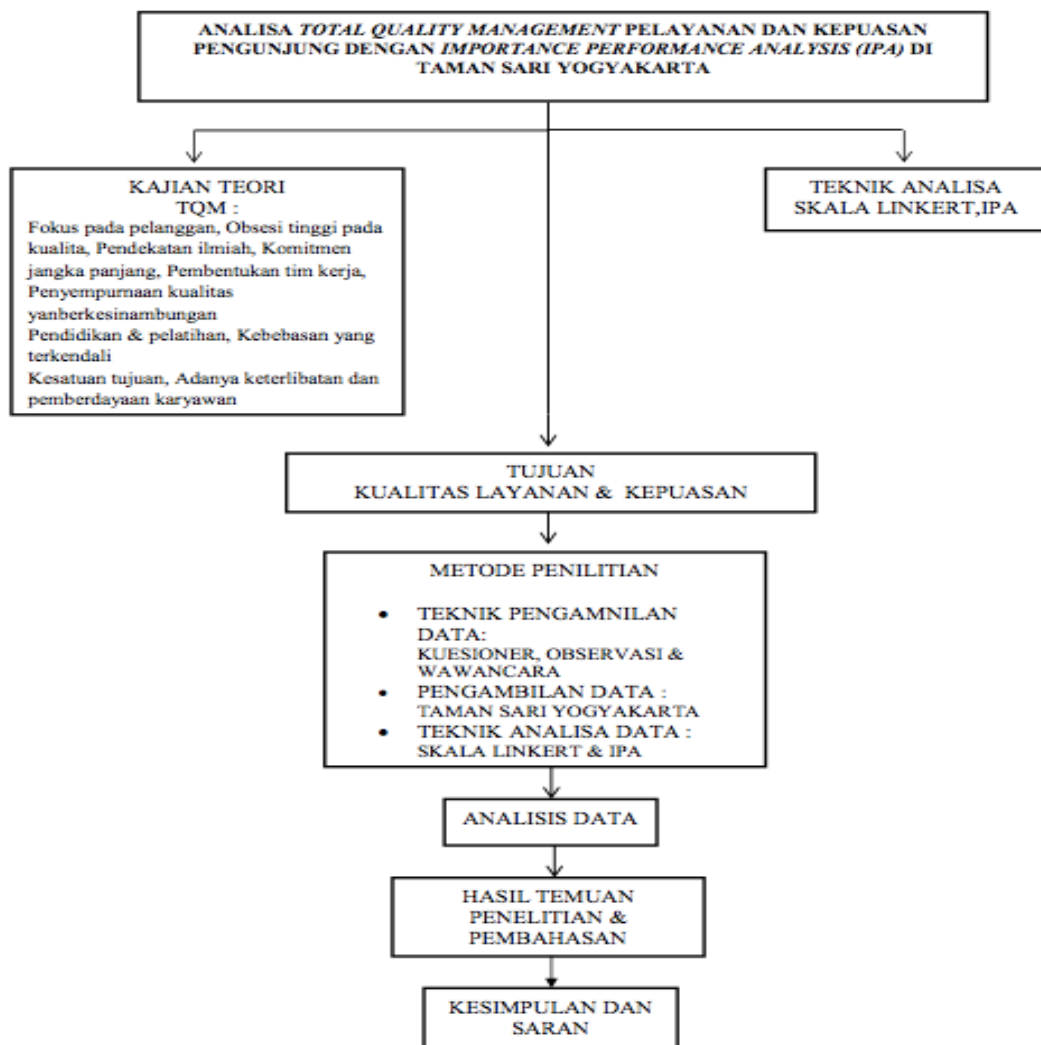 ANALISA TOTAL QUALITY MANAGEMENT PELAYANAN DAN KEPUASAN
PENGUNJUNG DENGAN IMPORTANCE PERFORMANCE ANALYSIS (IPA) DI
TAMAN SARI YOGYAKARTA
KAJIAN TEORI
TQM :
Fokus pada pelanggan, Obsesi tinggi pada
kualita, Pendekatan ilmiah, Komitmen
jangka panjang, Pembentukan tim kerja,
Penyempurnaan kualitas
yanberkesinambungan
Pendidikan & pelatihan, Kebebasan yang
terkendali
Kesatuan tujuan, Adanya keterlibatan dan
pemberdayaan karyawan
TEKNIK ANALISA
SKALA LINKERT,IPA
TUJUAN
KUALITAS LAYANAN & KEPUASAN
METODE PENILITIAN
• TEKNIK PENGAMNILAN
DATA:
KUESIONER, OBSERVASI &
WAWANCARA
• PENGAMBILAN DATA :
TAMAN SARI YOGYAKARTA
• TEKNIK ANALISA DATA :
SKALA LINKERT & IPA
ANALISIS DATA
HASIL TEMUAN
PENELITIAN &
PEMBAHASAN
KESIMPULAN DAN
SARAN